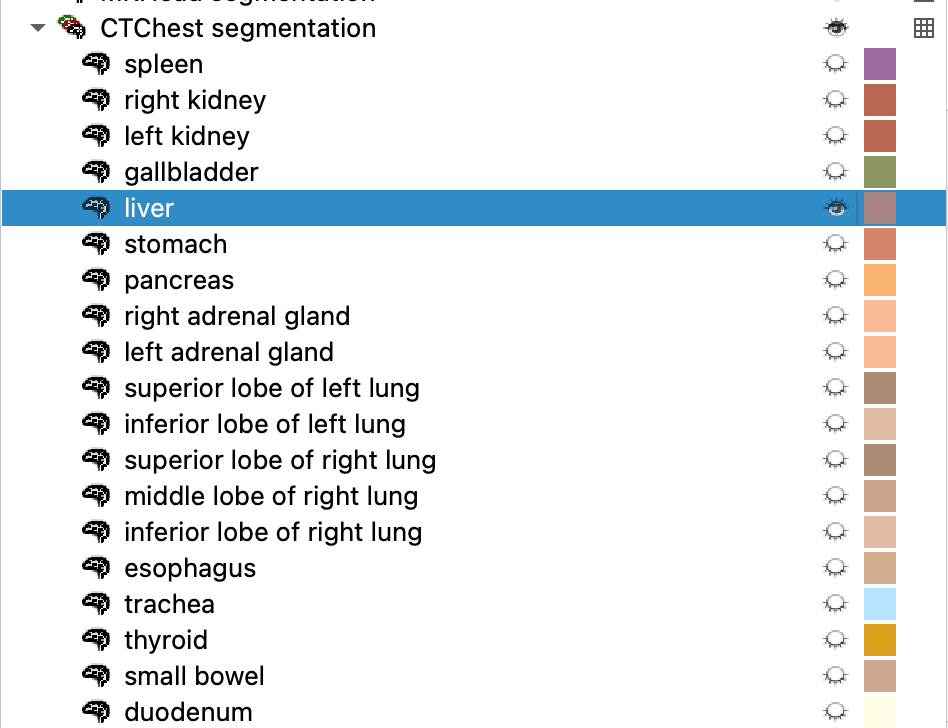 MRHead segmentation
CTChest segmentation
spleen
right kidney
left kidney
gallbladder
liver
stomach
pancreas
right adrenal gland
left adrenal gland
superior lobe of left lung
inferior lobe of left lung
superior lobe of right lung
middle lobe of right lung
inferior lobe of right lung
esophagus
trachea
thyroid
small bowel
duodenum